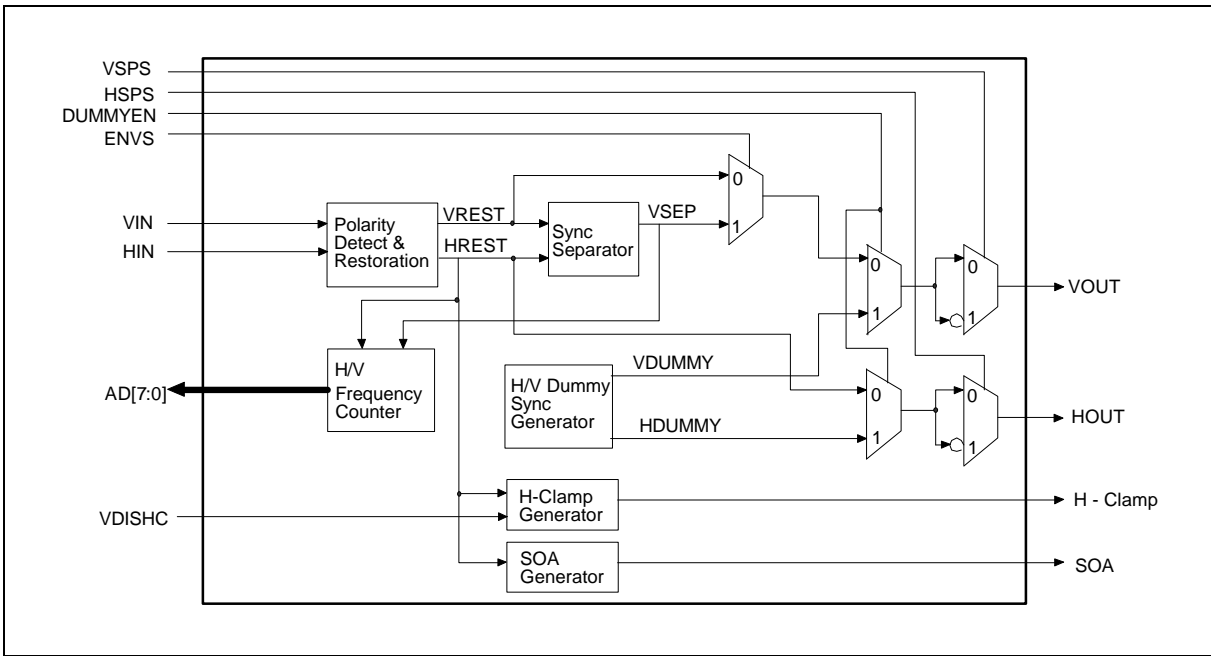 VSPS
HSPS
DUMMYEN
ENVS
0
1
VIN
HIN
Polarity
Detect &
Restoration
VREST
HREST
Sync
Separator
VSEP
0
1
0
1
VOUT
AD[7:0]
H/V
Frequency
Counter
H/V Dummy
Sync
Generator
VDUMMY
HDUMMY
0
1
0
1
HOUT
VDISHC
H-Clamp
Generator
H - Clamp
SOA
Generator
SOA